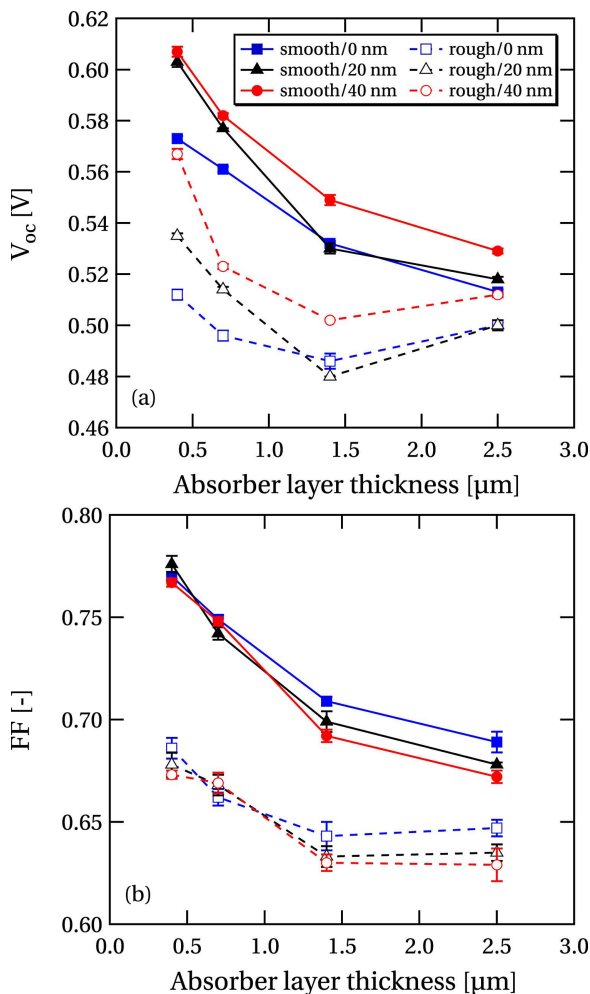 0.62
0.60
0.58
0.56
0.54
0.52
0.50
0.48
0.46
V_oc [V]
smooth/0 nm rough/0 nm
smooth/20 nm rough/20 nm
smooth/40 nm rough/40 nm
(a)
0.0 0.5 1.0 1.5 2.0 2.5 3.0
Absorber layer thickness [μm]
0.80
0.75
0.70
0.65
0.60
FF [-]
(b)
0.0 0.5 1.0 1.5 2.0 2.5 3.0
Absorber layer thickness [μm]